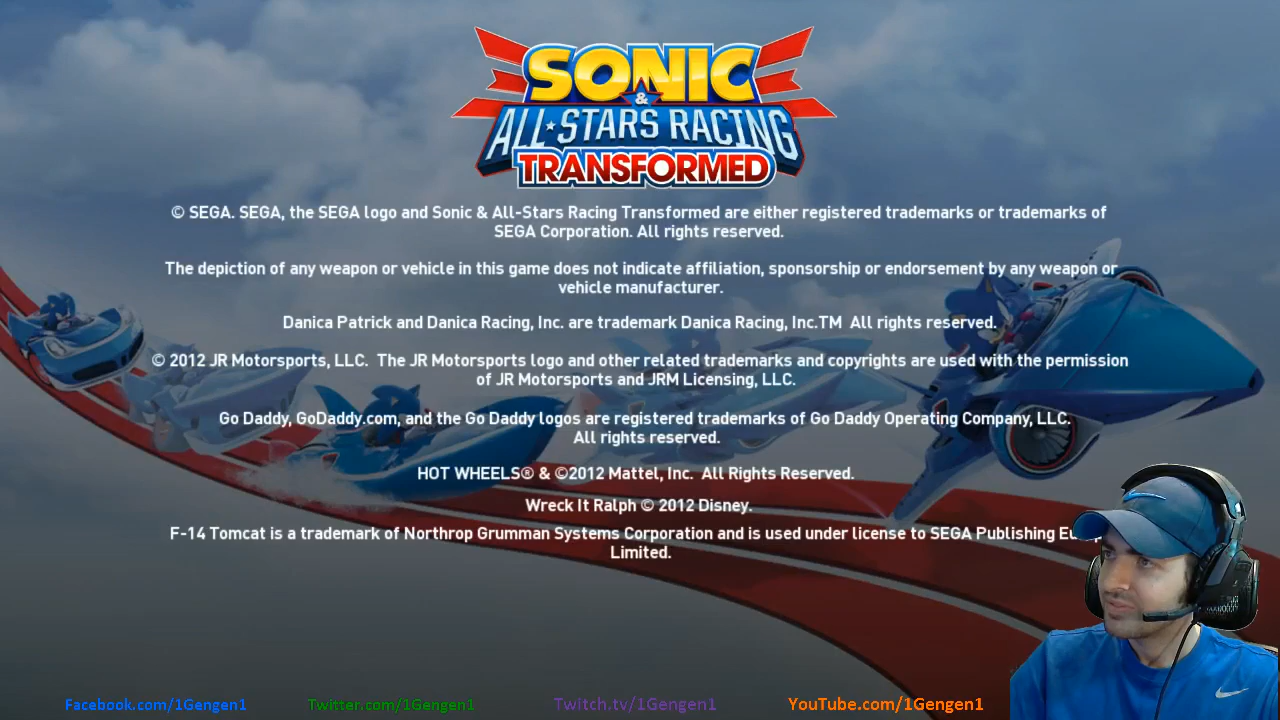 SONIC
&
ALL★STARS RACING
TRANSFORMED
© SEGA. SEGA, the SEGA logo and Sonic & All-Stars Racing Transformed are either registered trademarks or trademarks of
SEGA Corporation. All rights reserved.
The depiction of any weapon or vehicle in this game does not indicate affiliation, sponsorship or endorsement by any weapon or
vehicle manufacturer.
Danica Patrick and Danica Racing, Inc. are trademark Danica Racing, Inc.TM All rights reserved.
© 2012 JR Motorsports, LLC. The JR Motorsports logo and other related trademarks and copyrights are used with the permission
of JR Motorsports and JRM Licensing, LLC.
Go Daddy, GoDaddy.com, and the Go Daddy logos are registered trademarks of Go Daddy Operating Company, LLC.
All rights reserved.
HOT WHEELS® & ©2012 Mattel, Inc. All Rights Reserved.
Wreck It Ralph © 2012 Disney.
F-14 Tomcat is a trademark of Northrop Grumman Systems Corporation and is used under license to SEGA Publishing
Limited.
Facebook.com/1Gengen1
Twitter.com/1Gengen1
Twitch.tv/1Gengen1
YouTube.com/1Gengen1